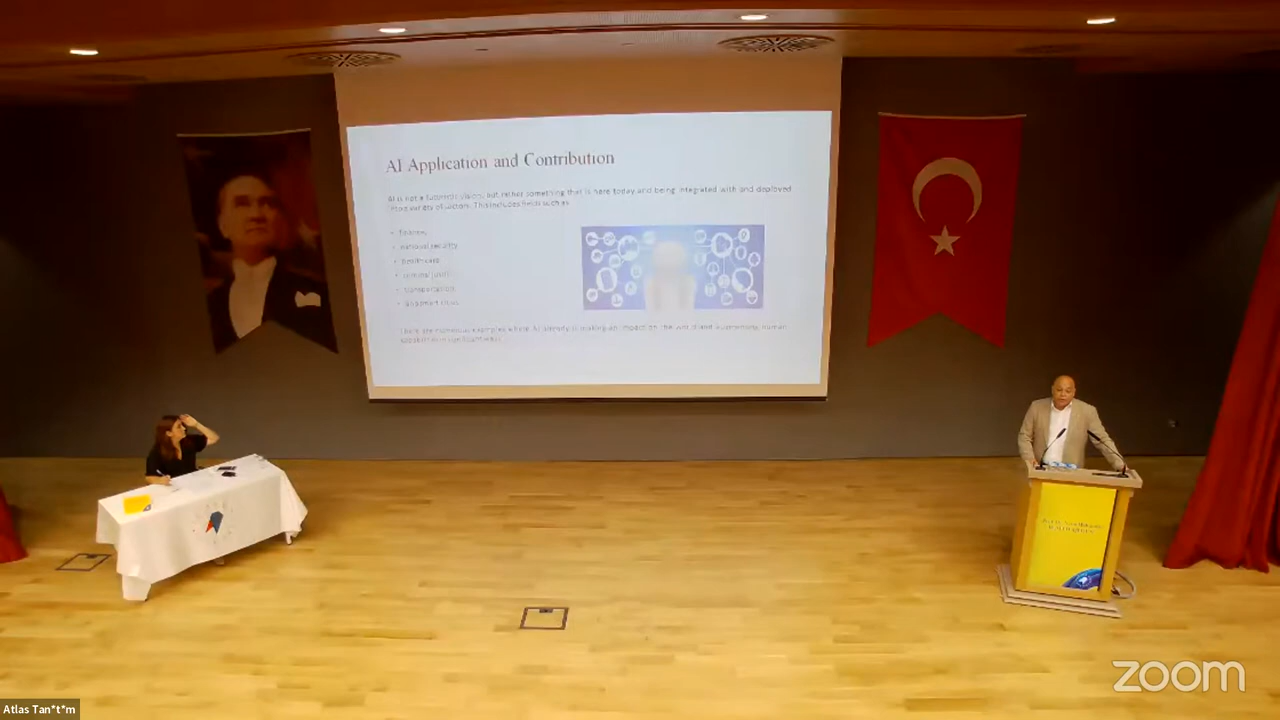 AI Application and Contribution
AI is not a futuristic vision, but rather something that is here today and being integrated with and deployed
into a variety of sectors. This includes fields such as
• finance,
• national security
• healthcare
• criminal justice
• transportation
• smart cities
There are numerous examples where AI already is making an impact on the world and augmenting human
capabilities in significant ways.
zoom
Atlas Tan*t*m